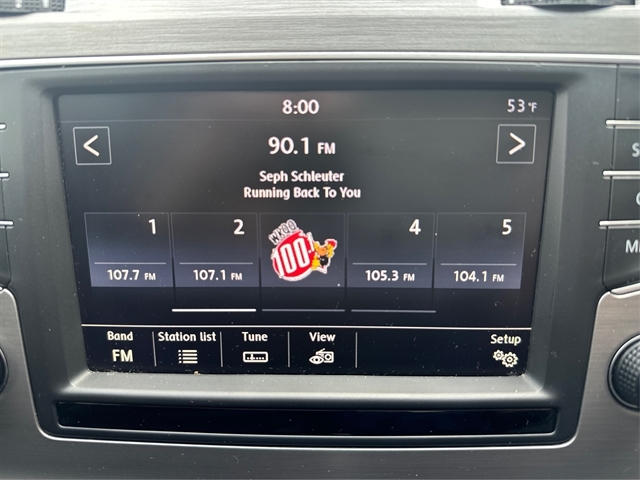 8:00
53°F
90.1 FM
Seph Schleuter
Running Back To You
1
2
4
5
107.7 FM
107.1 FM
100
105.3 FM
104.1 FM
Band
Station list
Tune
View
Setup
FM